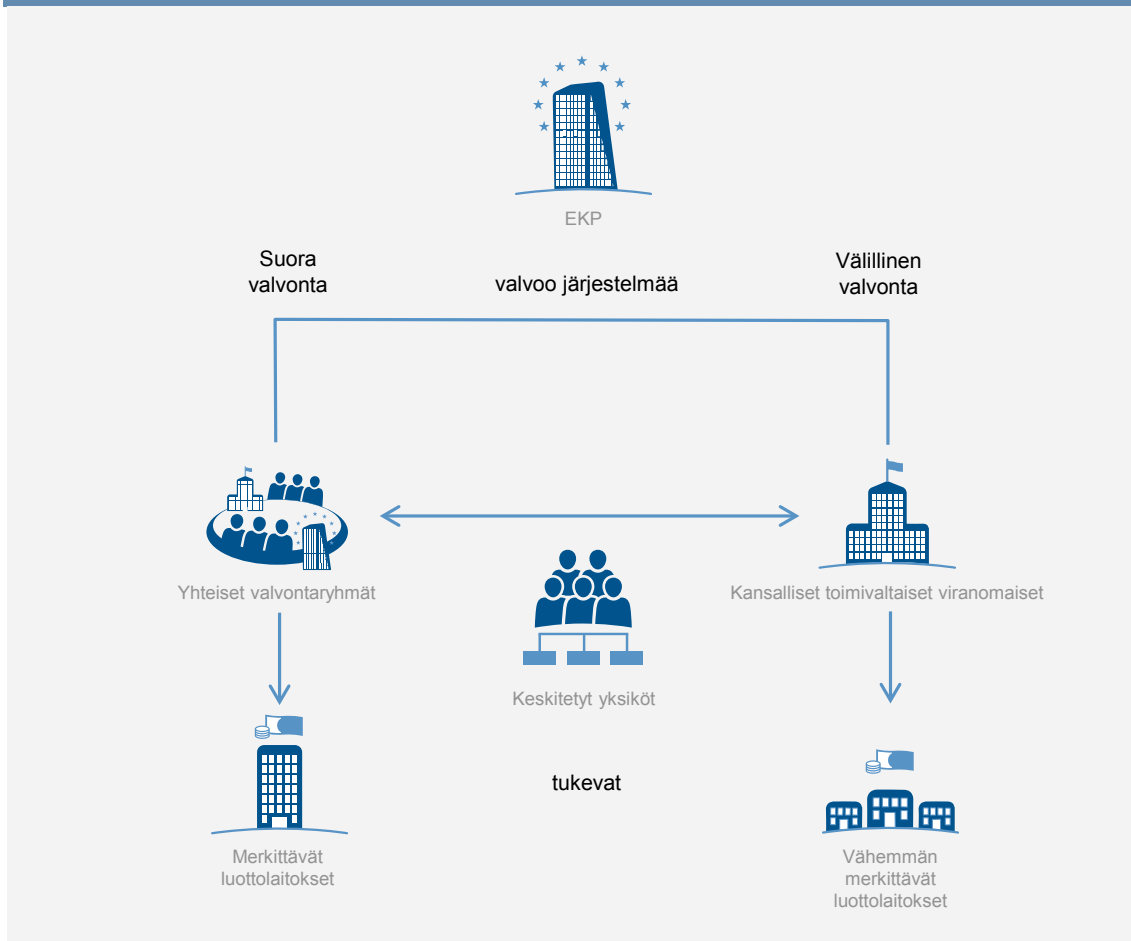 EKP
Suora
valvonta
valvoo järjestelmää
Välillinen
valvonta
Yhteiset valvontaryhmät
Kansalliset toimivaltaiset viranomaiset
Keskitetyt yksiköt
tukevat
Merkittävät
luottolaitokset
Vähemmän
merkittävät
luottolaitokset